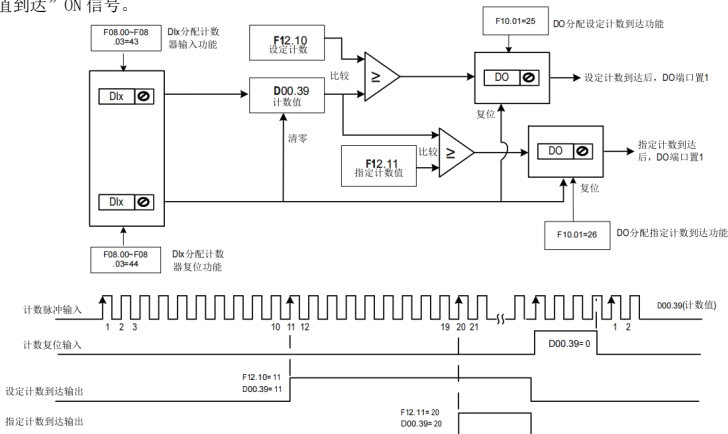 值到达”ON 信号。
F08.00~F08
.03=43
DIx分配计数
器输入功能
F10.01=25
DO分配设定计数到达功能
F12.10
设定计数
比较
≥
DIx
D00.39
计数值
DO
设定计数到达后，DO端口置1
复位
清零
F12.11
指定计数值
比较
≥
DO
指定计数到达
后，DO端口置1
复位
DIx
F08.00~F08
.03=44
DIx分配计数
器复位功能
F10.01=26
DO分配指定计数到达功能
计数脉冲输入
D00.39(计数值)
1 2 3 10 11 12 19 20 21 1 2
计数复位输入
D00.39= 0
F12.10= 11
D00.39= 11
设定计数到达输出
F12.11= 20
D00.39= 20
指定计数到达输出